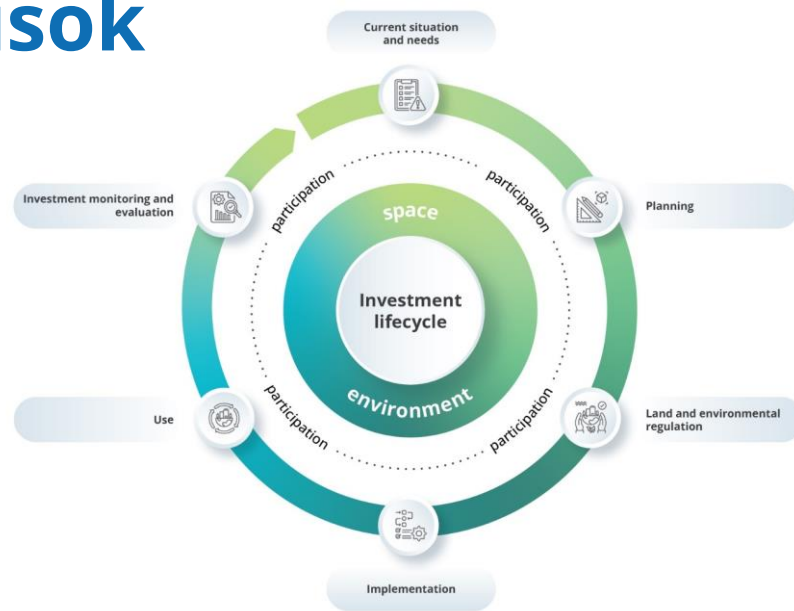 Current situation
and needs
participation
participation
Investment monitoring and
evaluation
space
Planning
Investment
lifecycle
environment
participation
participation
Use
Land and environmental
regulation
Implementation